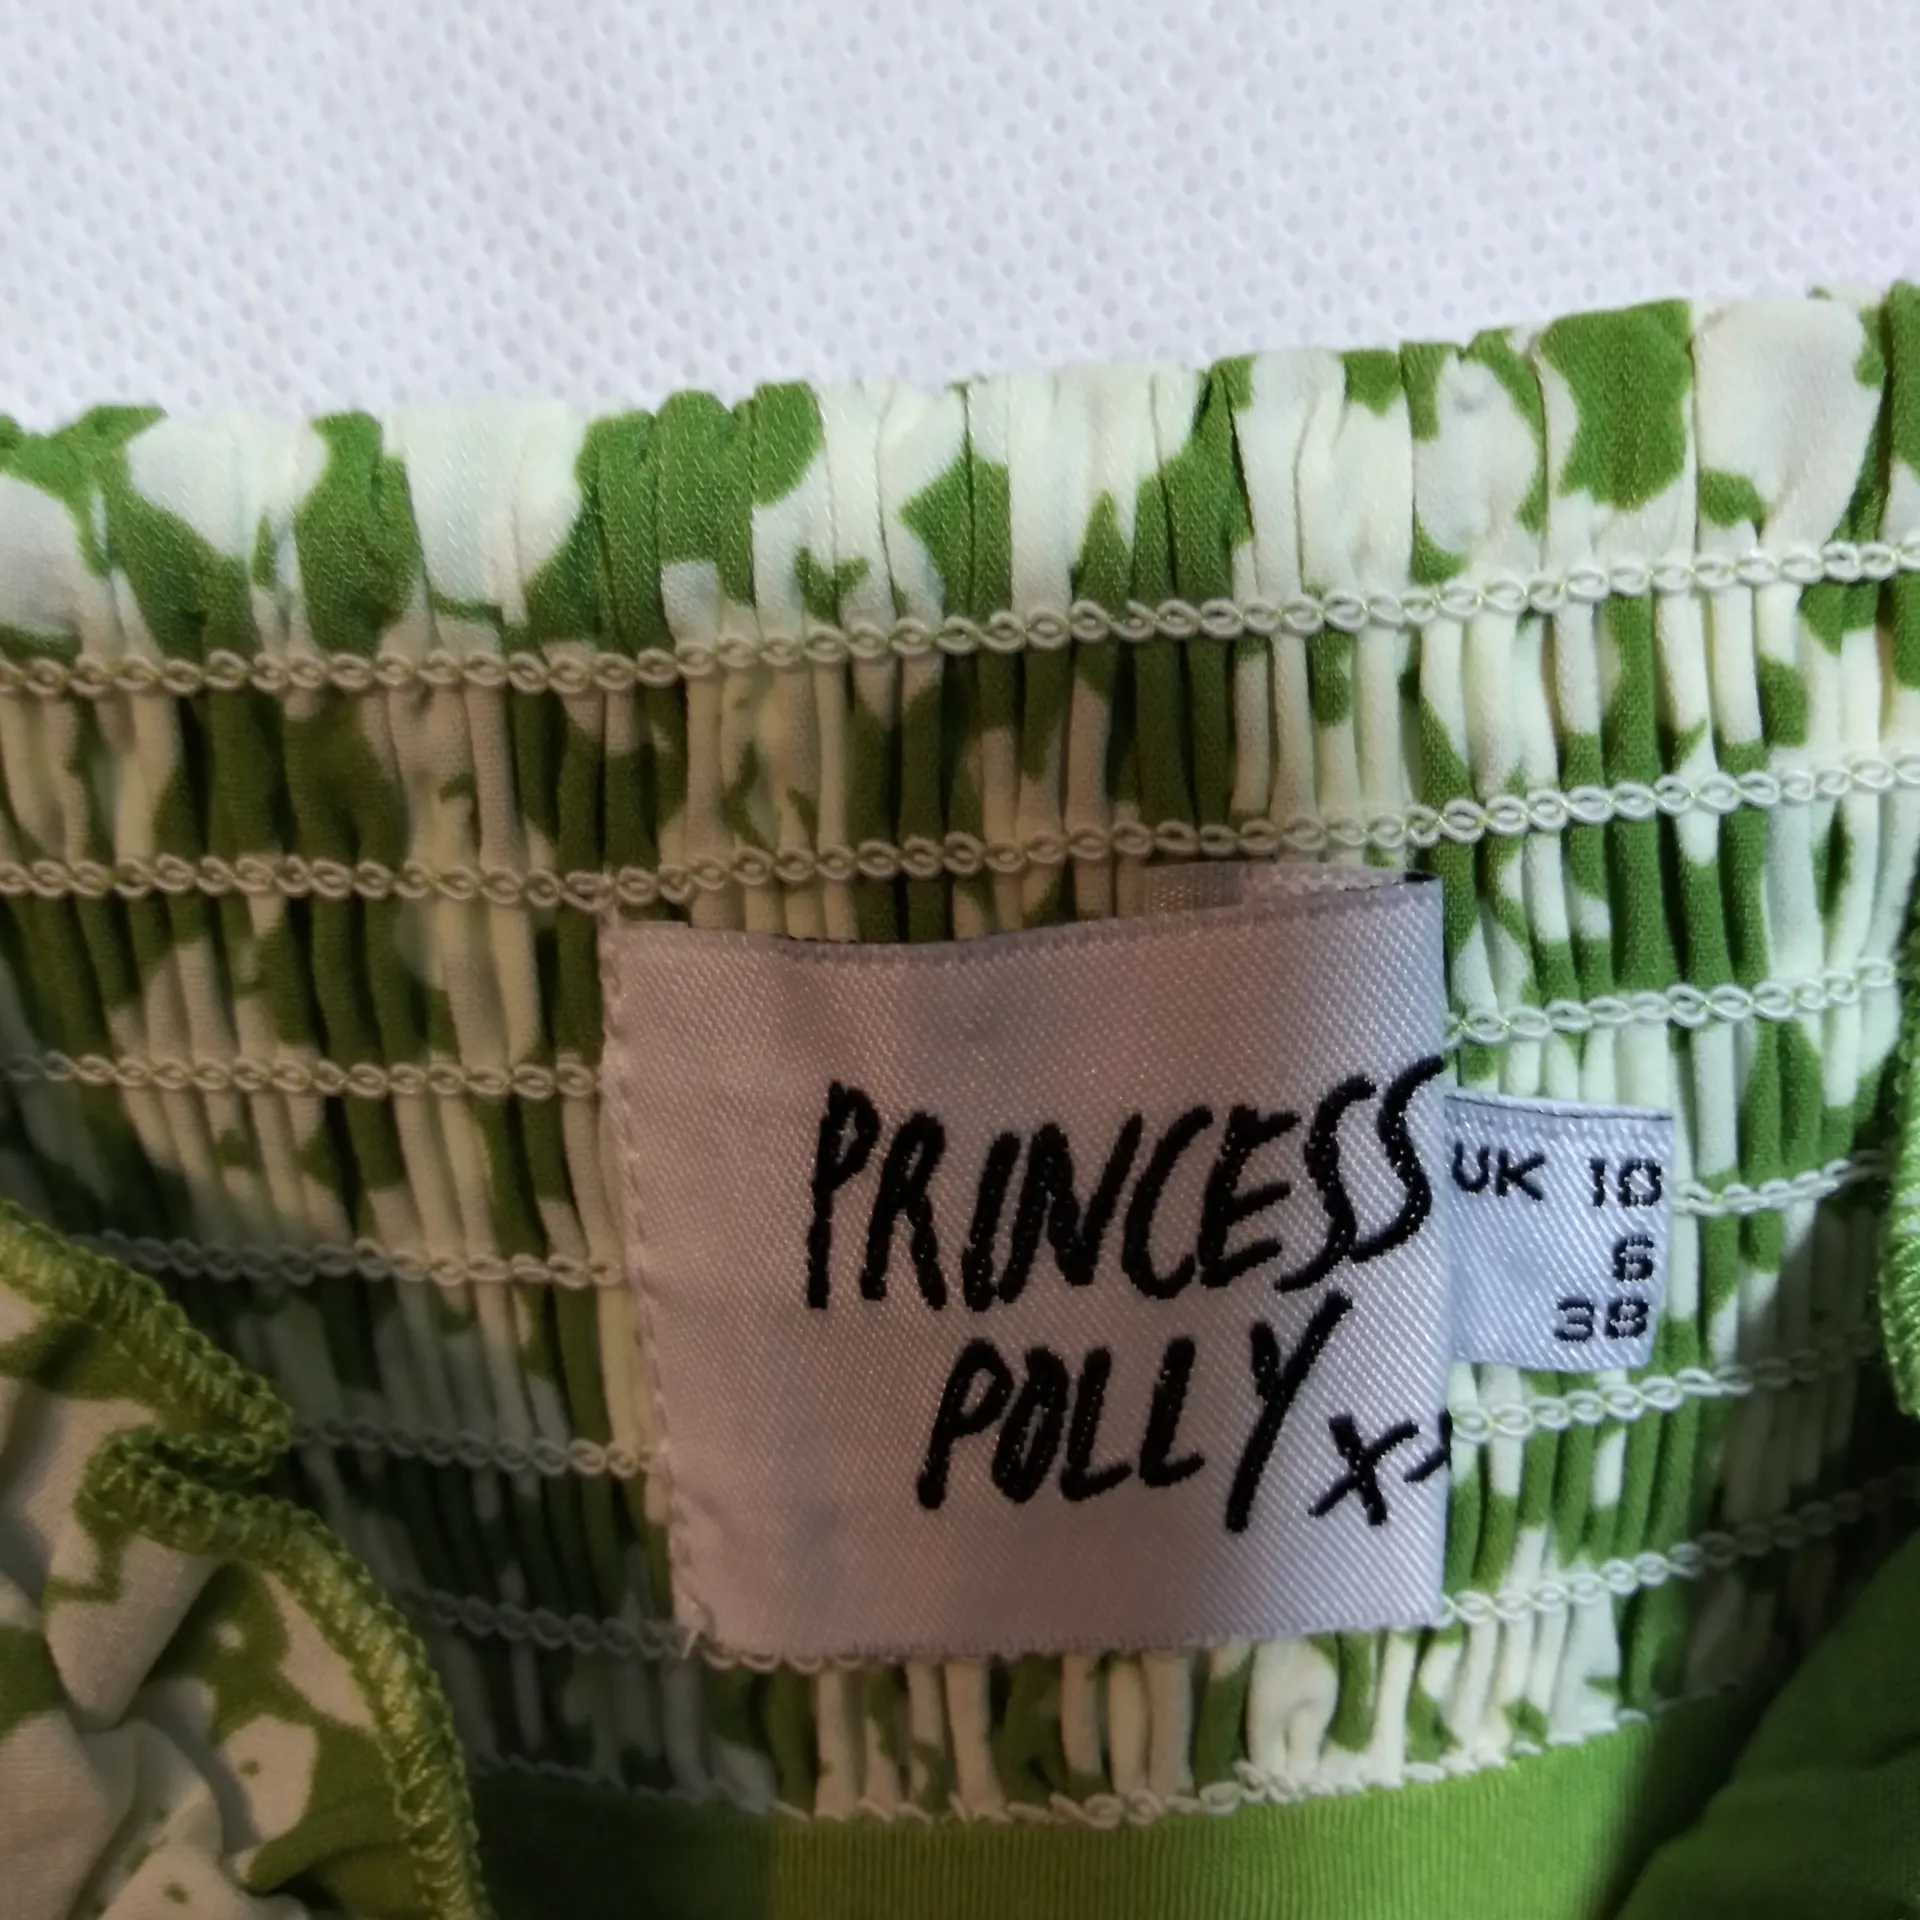 PRINCESS
POLLY
x
UK 10
6
38